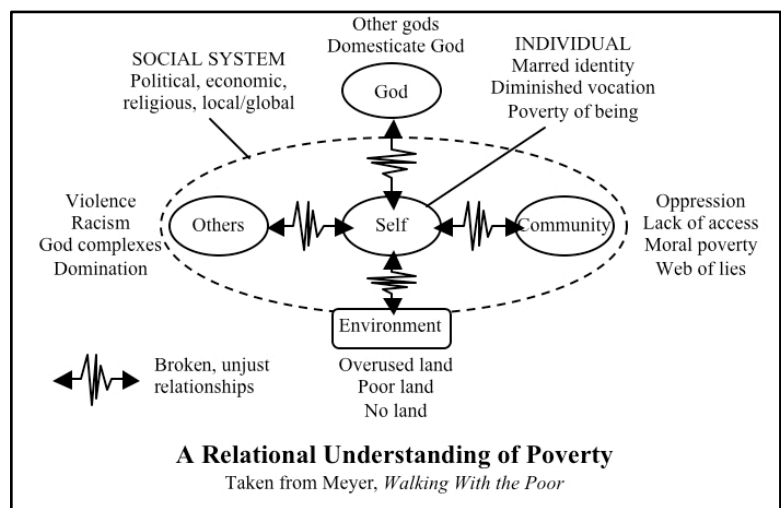 Other gods
Domesticate God
SOCIAL SYSTEM
Political, economic,
religious, local/global
INDIVIDUAL
Marred identity
Diminished vocation
Poverty of being
God
Violence
Racism
God complexes
Domination
Others
Self
Community
Oppression
Lack of access
Moral poverty
Web of lies
Environment
Overused land
Poor land
No land
Broken, unjust
relationships
A Relational Understanding of Poverty
Taken from Meyer, Walking With the Poor